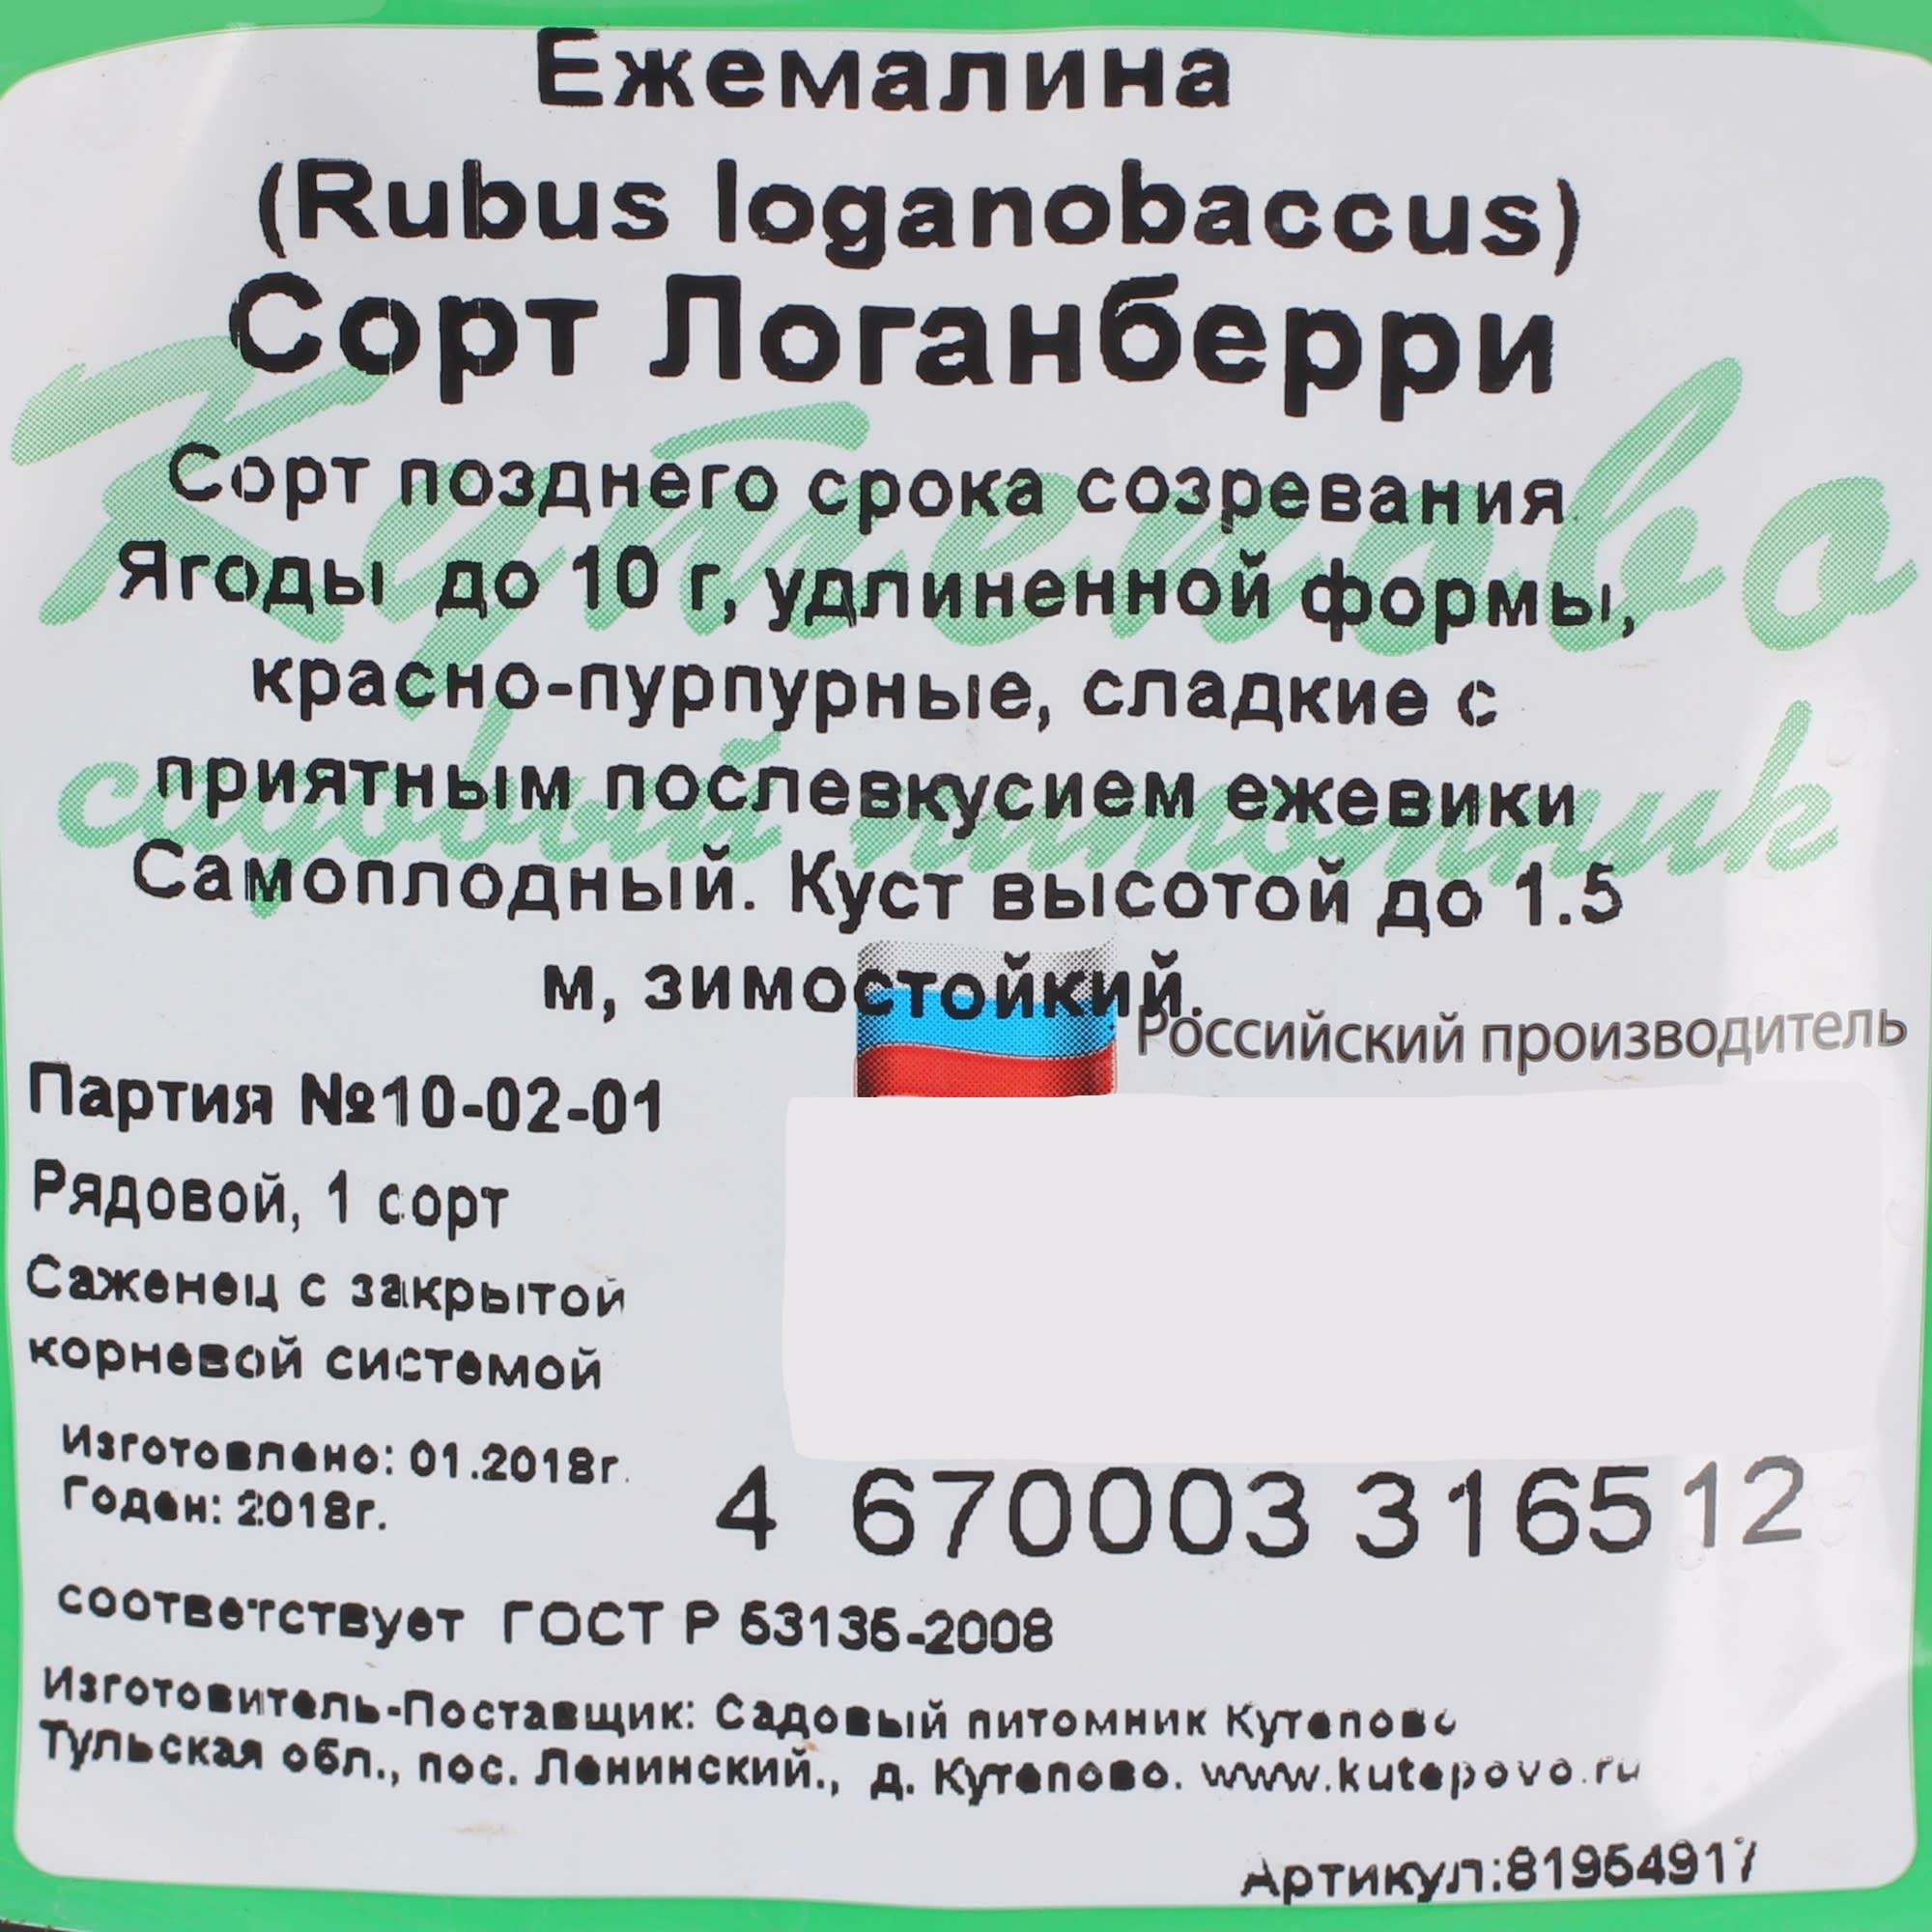 Ежемалина
(Rubus loganobaccus)
Сорт Логанберри
Кутепово
Сорт позднего срока созревания.
Ягоды до 10 г, удлиненной формы,
красно-пурпурные, сладкие с
садовый питомник
приятным послевкусием ежевики
Самоплодный. Куст высотой до 1.5
м, зимостойкий.
Российский производитель
Партия №10-02-01
Рядовой, 1 сорт
Саженец с закрытой
корневой системой
Изготовлено: 01.2018г.
Годен: 2018г.
4 670003 316512
соответствует ГОСТ Р 53135-2008
Изготовитель-Поставщик: Садовый питомник Кутепово
Тульская обл., пос. Ленинский., д. Кутепово. www.kutepovo.ru
Артикул:81954917